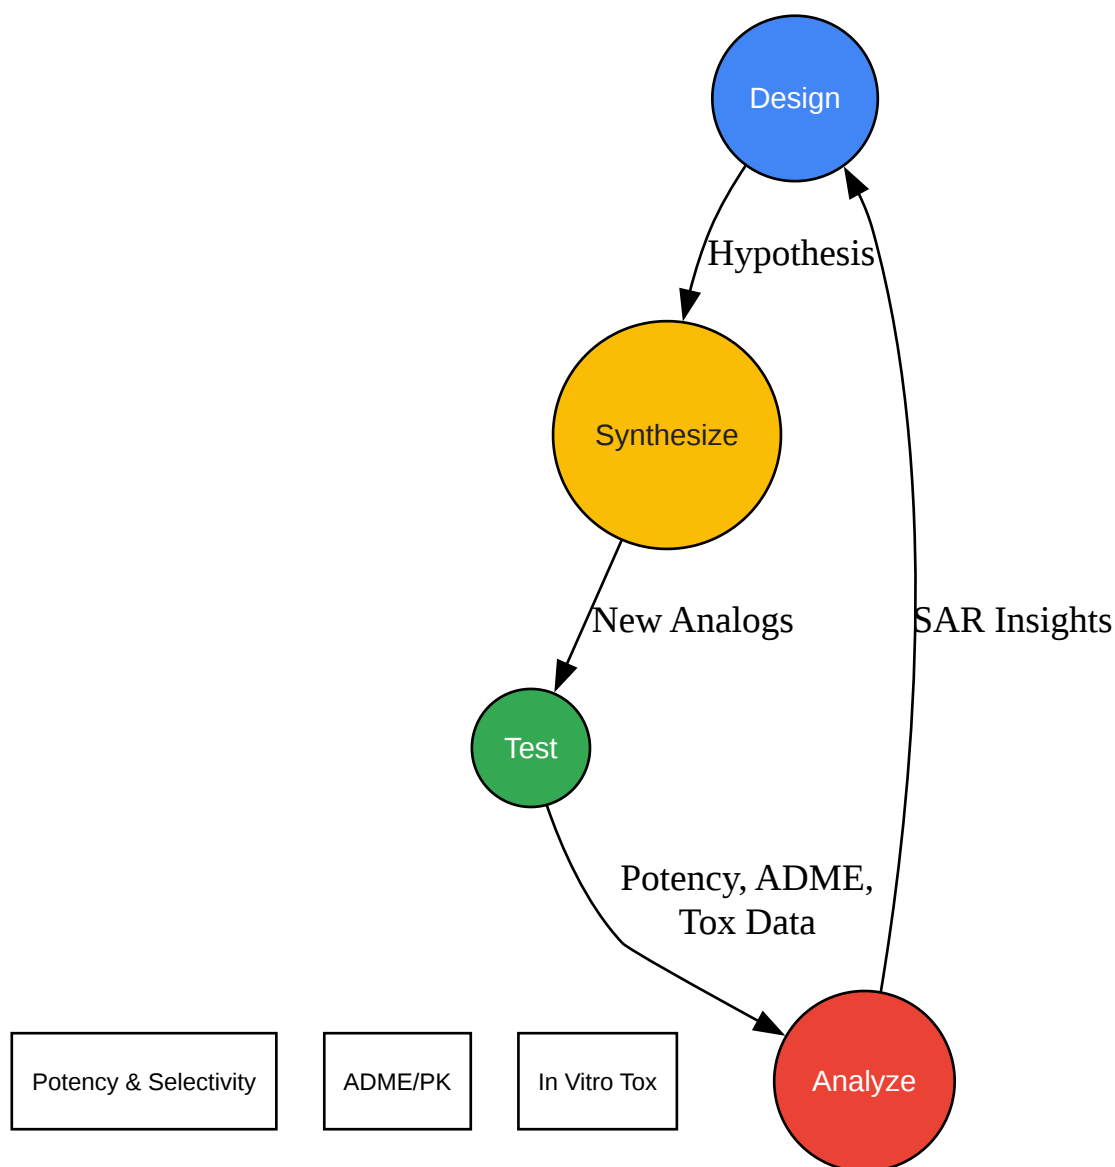 Design
Hypothesis
Synthesize
New Analogs
SAR Insights
Test
Potency, ADME,
Tox Data
Potency & Selectivity
ADME/PK
In Vitro Tox
Analyze